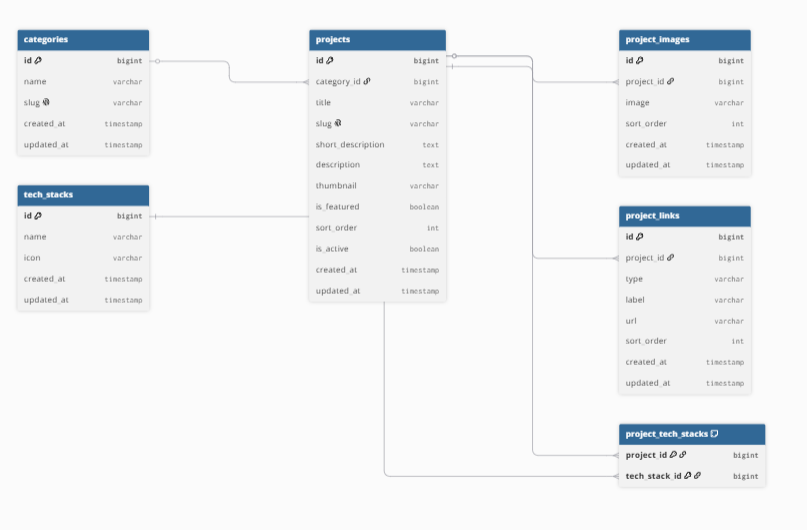 categories
id bigint
name varchar
slug varchar
created_at timestamp
updated_at timestamp
tech_stacks
id bigint
name varchar
icon varchar
created_at timestamp
updated_at timestamp
projects
id bigint
category_id bigint
title varchar
slug varchar
short_description text
description text
thumbnail varchar
is_featured boolean
sort_order int
is_active boolean
created_at timestamp
updated_at timestamp
project_images
id bigint
project_id bigint
image varchar
sort_order int
created_at timestamp
updated_at timestamp
project_links
id bigint
project_id bigint
type varchar
label varchar
url varchar
sort_order int
created_at timestamp
updated_at timestamp
project_tech_stacks
project_id bigint
tech_stack_id bigint